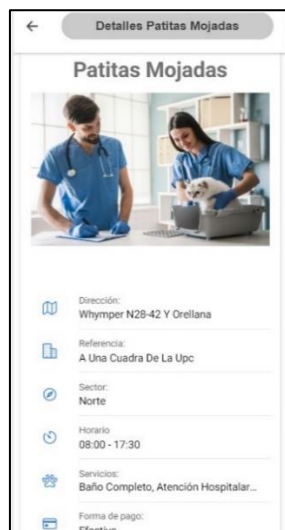 Detalles Patitas Mojadas
Patitas Mojadas
Dirección:
Whymper N28-42 Y Orellana
Referencia:
A Una Cuadra De La Upc
Sector:
Norte
Horario
08:00 - 17:30
Servicios:
Baño Completo, Atención Hospitalar...
Forma de pago:
Efectivo